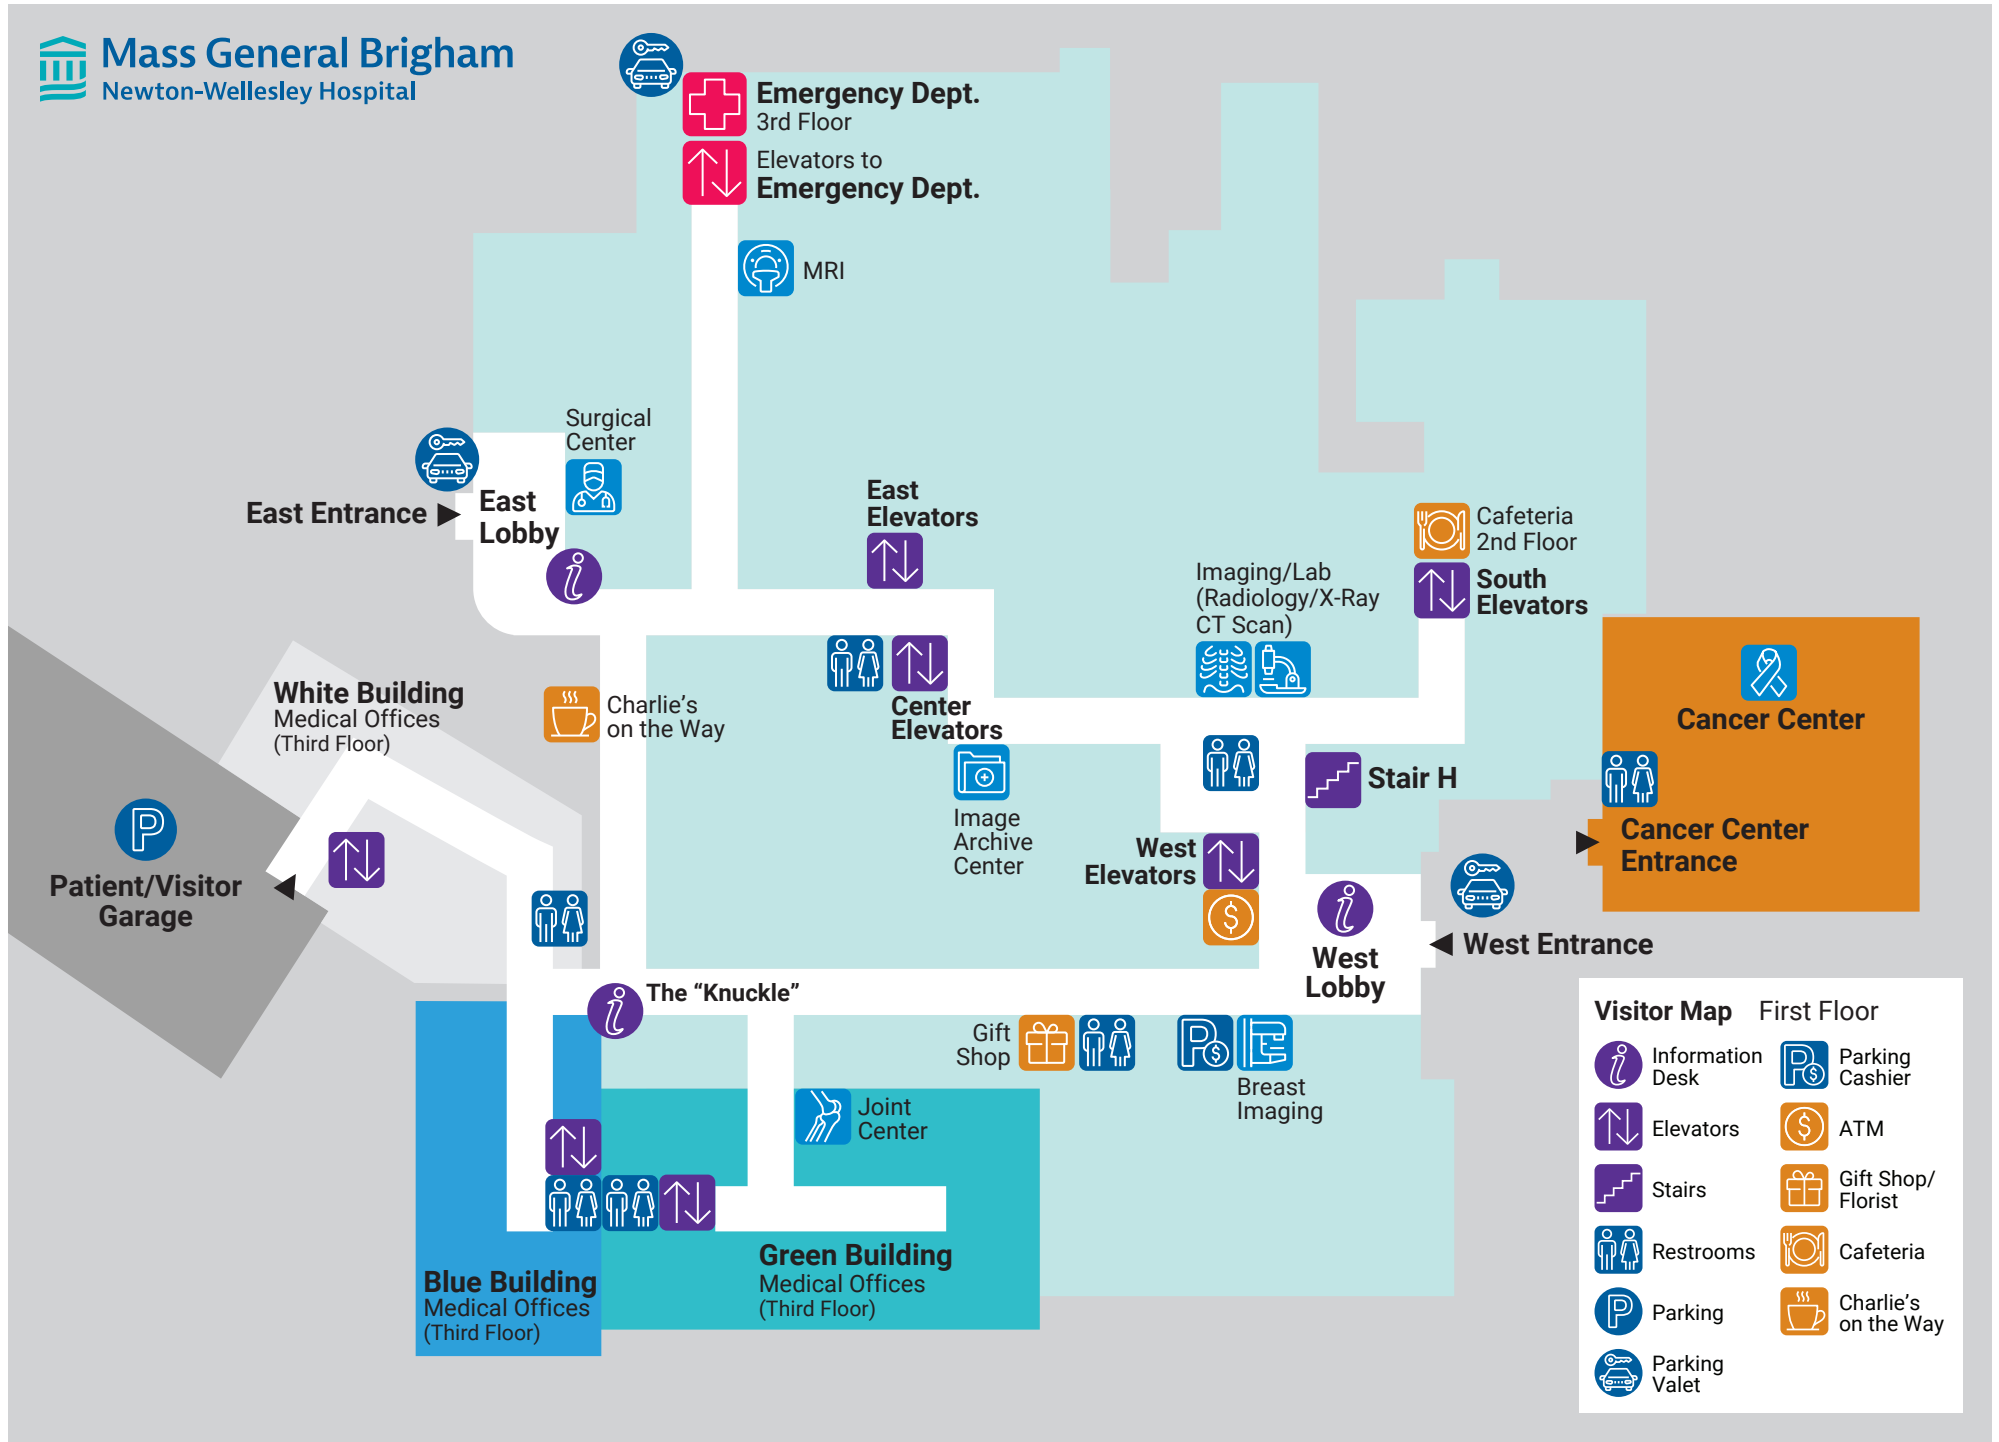 Mass General Brigham
Newton-Wellesley Hospital
Emergency Dept.
3rd Floor
Elevators to
Emergency Dept.
MRI
Surgical
Center
East Entrance
East
Lobby
East
Elevators
Cafeteria
2nd Floor
South
Elevators
Imaging/Lab
(Radiology/X-Ray
CT Scan)
White Building
Medical Offices
(Third Floor)
Charlie's
on the Way
Center
Elevators
Cancer Center
Stair H
Image
Archive
Center
West
Elevators
Cancer Center
Entrance
P
Patient/Visitor
Garage
$
i
West
Lobby
West Entrance
i
i
The “Knuckle”
Gift
Shop
P$
Breast
Imaging
Joint
Center
Green Building
Medical Offices
(Third Floor)
Blue Building
Medical Offices
(Third Floor)
Visitor Map First Floor
i
Information
Desk
P$
Parking
Cashier
Elevators
$
ATM
Stairs
Gift Shop/
Florist
Restrooms
Cafeteria
P
Parking
Charlie's
on the Way
Parking
Valet